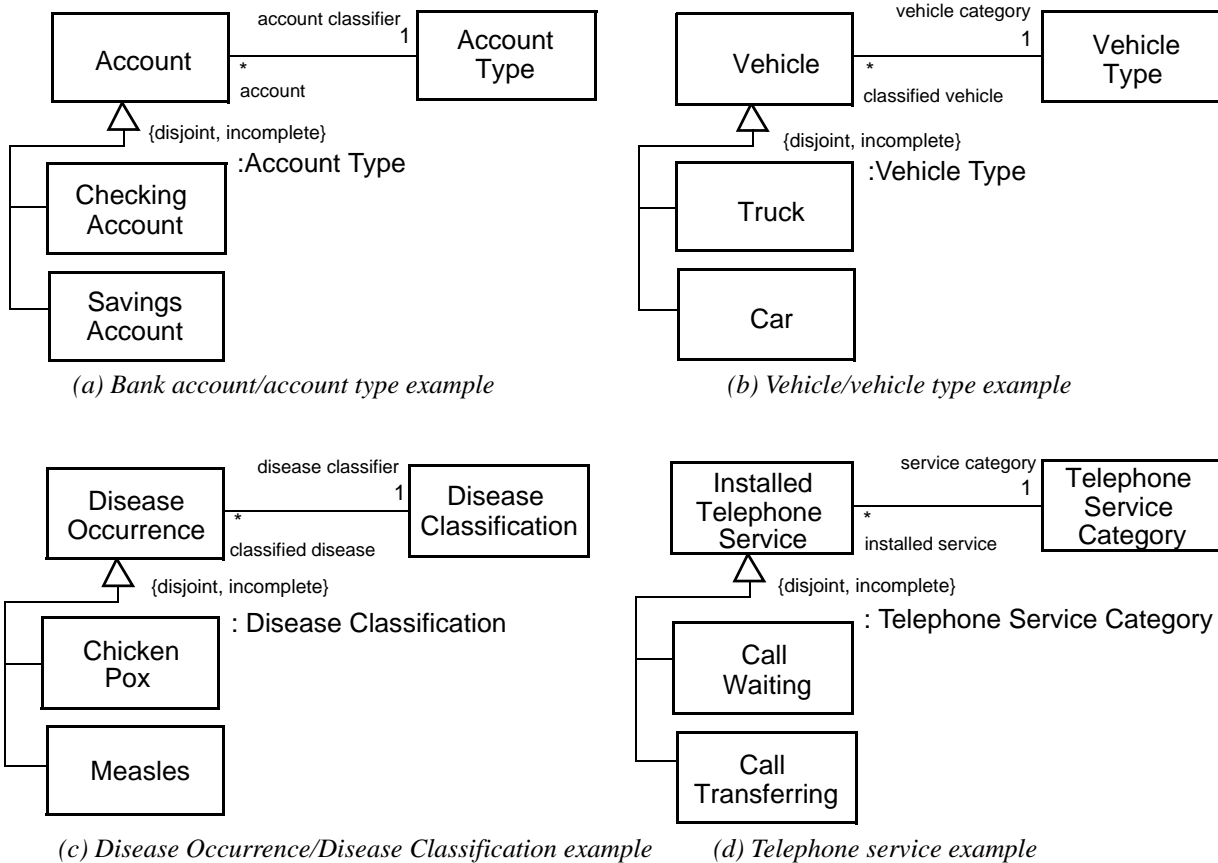 account classifier
1
Account
Account
Type
*
account
{disjoint, incomplete}
:Account Type
Checking
Account
Savings
Account
(a) Bank account/account type example
vehicle category
1
Vehicle
Vehicle
Type
*
classified vehicle
{disjoint, incomplete}
:Vehicle Type
Truck
Car
(b) Vehicle/vehicle type example
disease classifier
1
Disease
Occurrence
Disease
Classification
*
classified disease
{disjoint, incomplete}
: Disease Classification
Chicken
Pox
Measles
(c) Disease Occurrence/Disease Classification example
service category
1
Installed
Telephone
Service
Telephone
Service
Category
*
installed service
{disjoint, incomplete}
: Telephone Service Category
Call
Waiting
Call
Transferring
(d) Telephone service example